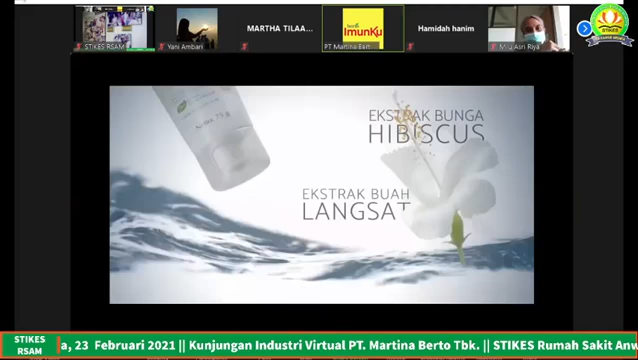 STIKES RSAM
Yani Ambari
MARTHA TILAA...
berto
ImunKu
PT Martina Bert
Hamidah hanim
Asri Riya
STIKES
EKSTRAK BUNGA
HIBISCUS
EKSTRAK BUAH
LANGSAT
STIKES
RSAM
a, 23 Februari 2021 || Kunjungan Industri Virtual PT. Martina Berto Tbk. || STIKES Rumah Sakit Anw